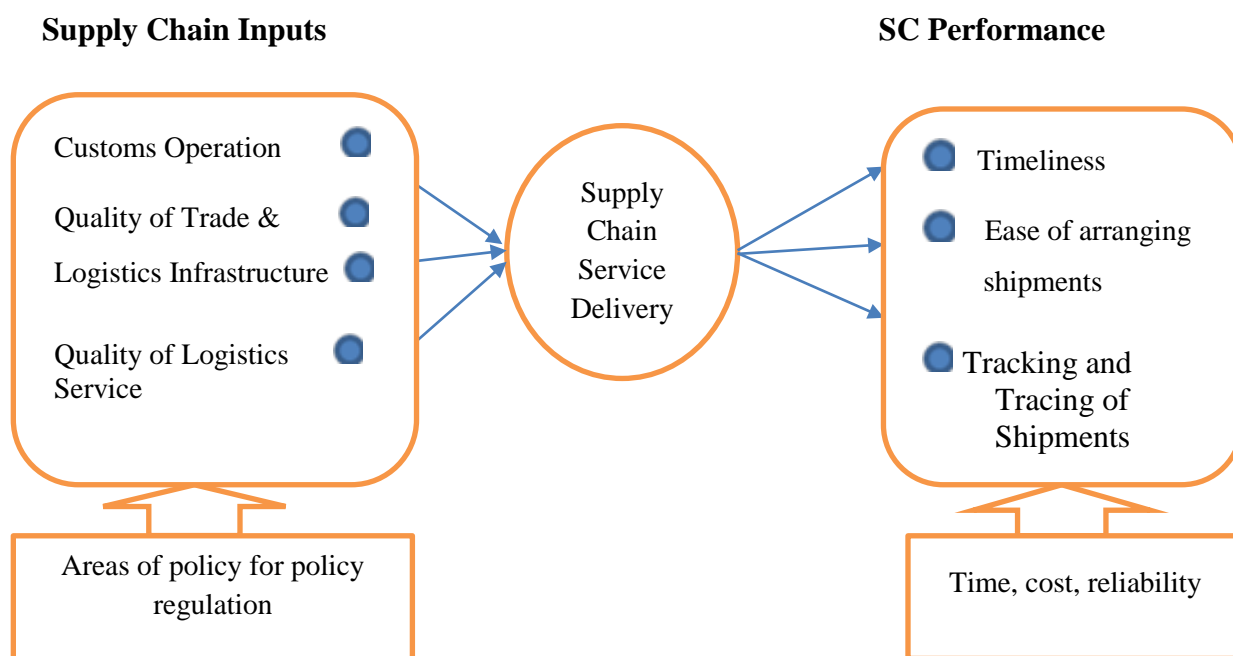 Supply Chain Inputs
SC Performance
Customs Operation
Quality of Trade &
Logistics Infrastructure
Quality of Logistics
Service
Supply
Chain
Service
Delivery
Timeliness
Ease of arranging
shipments
Tracking and
Tracing of
Shipments
Areas of policy for policy
regulation
Time, cost, reliability